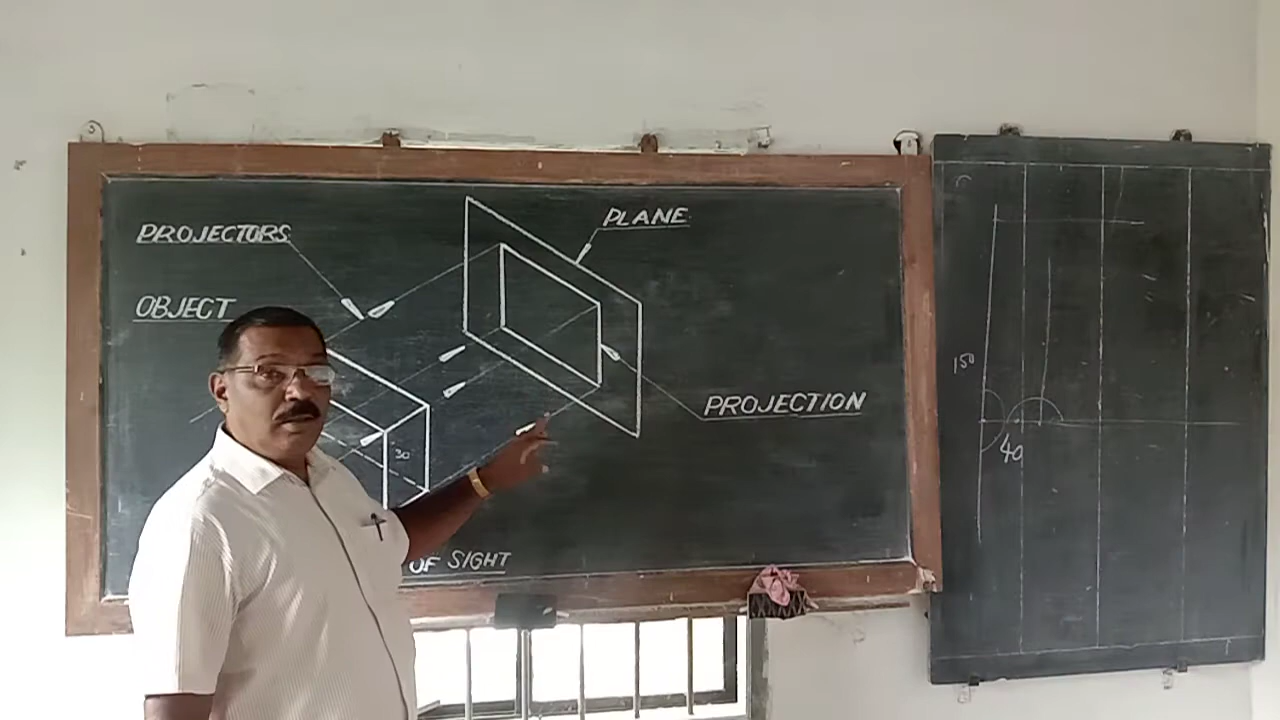 PROJECTORS
PLANE
OBJECT
PROJECTION
30
OF SIGHT
150
40